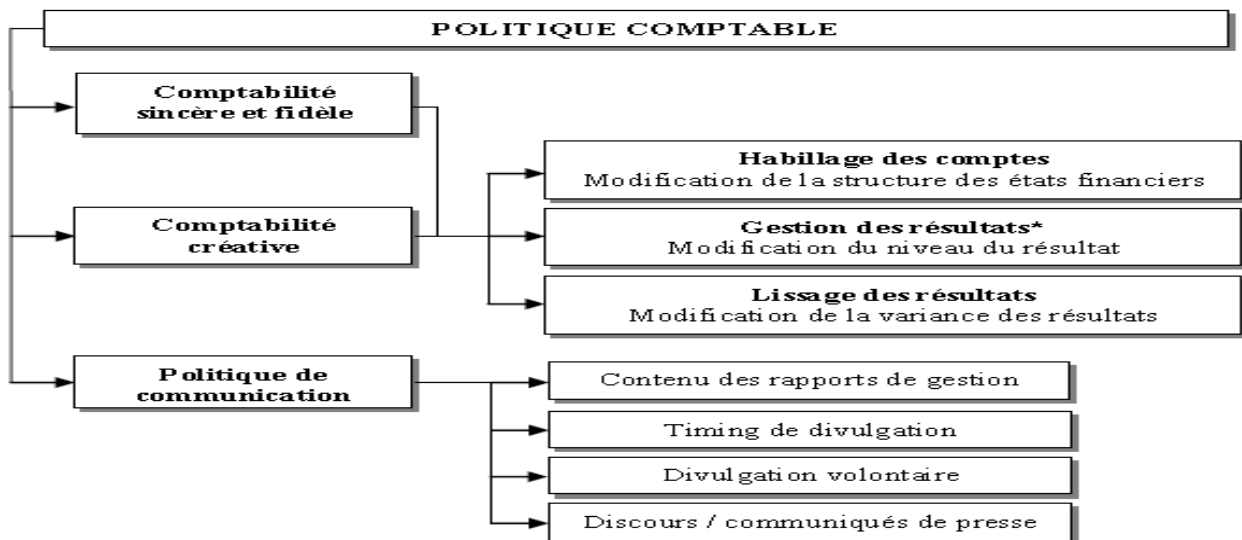 POLITIQUE COMPTABLE
Comptabilité
sincère et fidèle
Habillage des comptes
Modification de la structure des états financiers
Comptabilité
créative
Gestion des résultats*
Modification du niveau du résultat
Lissage des résultats
Modification de la variance des résultats
Politique de
communication
Contenu des rapports de gestion
Timing de divulgation
Divulgation volontaire
Discours / communiqués de presse